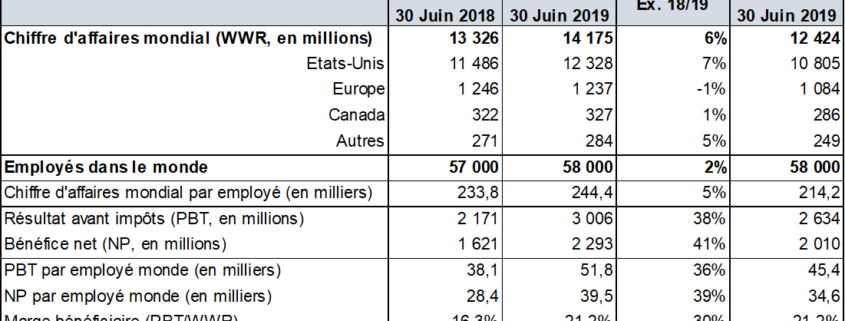 Ex. 18/19
30 Juin 2018 30 Juin 2019 30 Juin 2019
Chiffre d'affaires mondial (WWR, en millions) 13 326 14 175 6% 12 424
Etats-Unis 11 486 12 328 7% 10 805
Europe 1 246 1 237 -1% 1 084
Canada 322 327 1% 286
Autres 271 284 5% 249
Employés dans le monde 57 000 58 000 2% 58 000
Chiffre d'affaires mondial par employé (en milliers) 233,8 244,4 5% 214,2
Résultat avant impôts (PBT, en millions) 2 171 3 006 38% 2 634
Bénéfice net (NP, en millions) 1 621 2 293 41% 2 010
PBT par employé monde (en milliers) 38,1 51,8 36% 45,4
NP par employé monde (en milliers) 28,4 39,5 39% 34,6
Marge bénéficiaire (PBT/WWR) 16,3% 21,2% 30% 21,2%